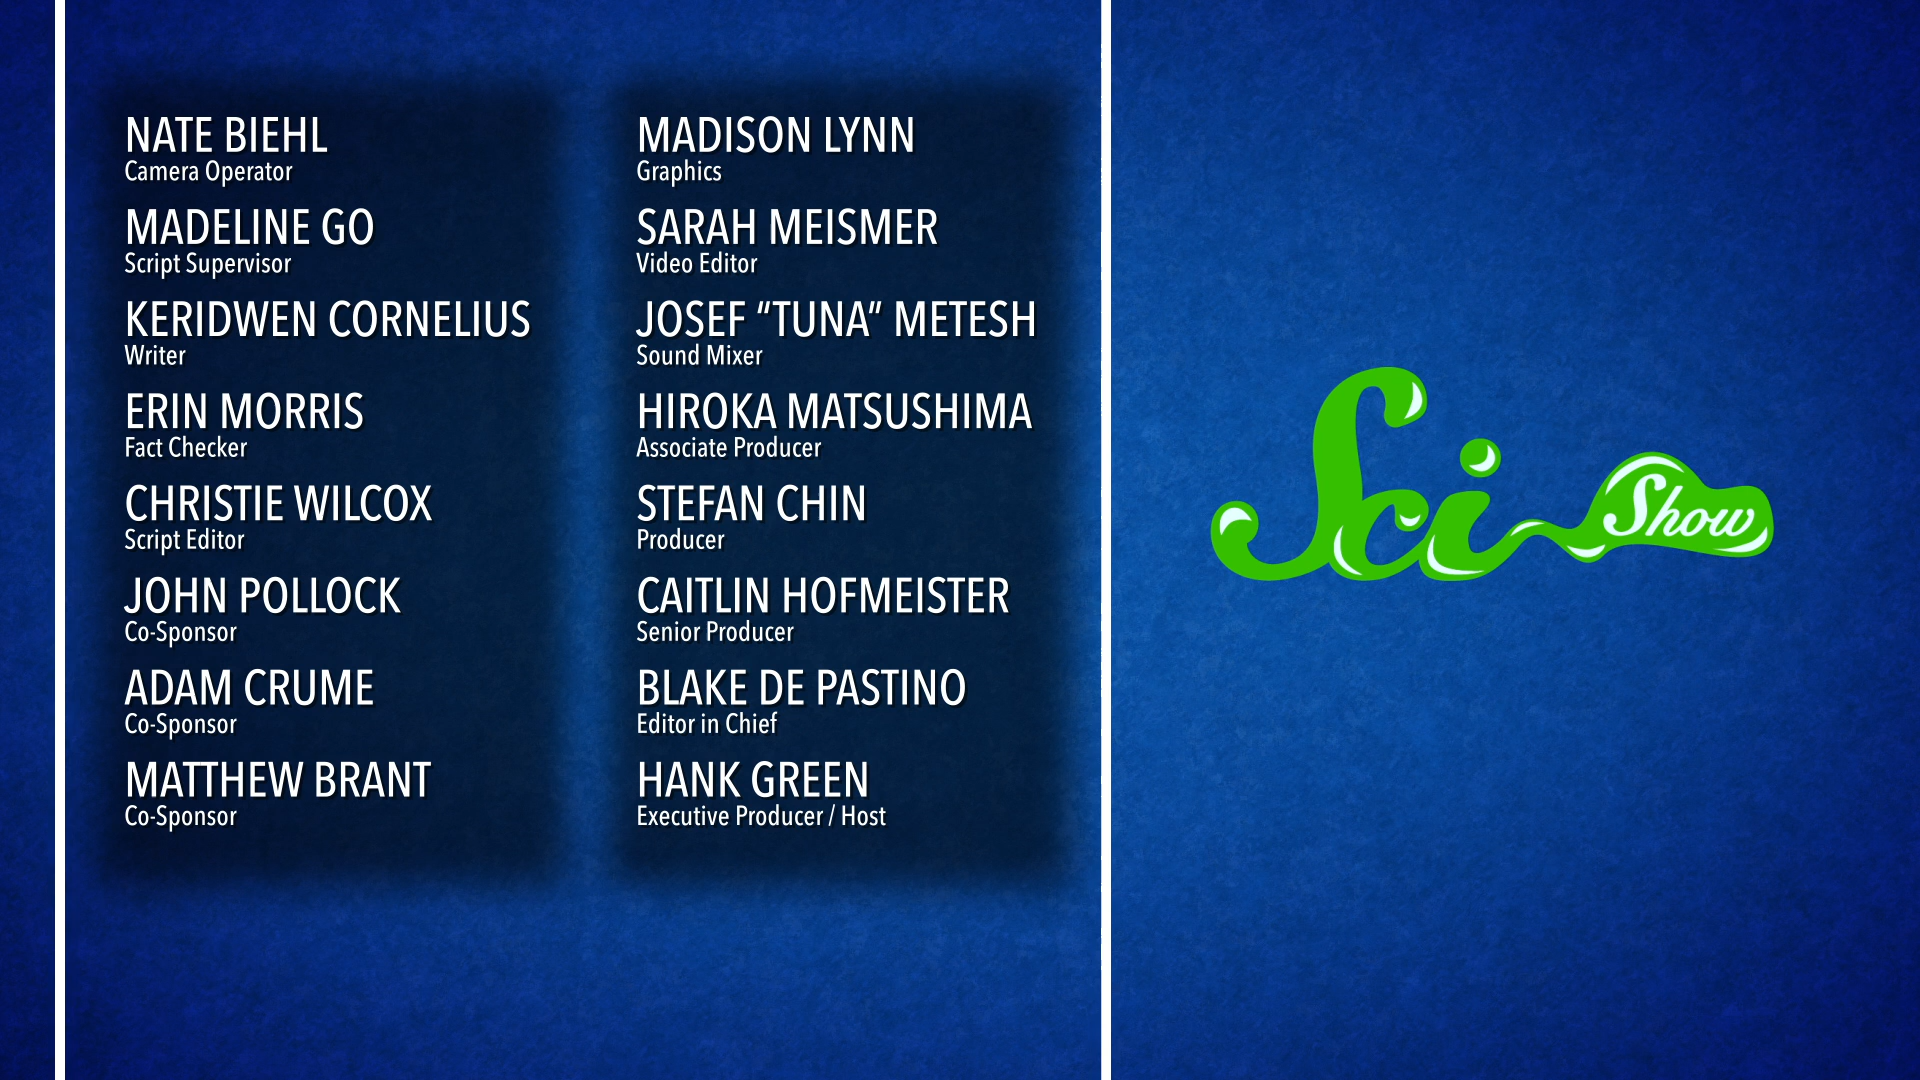 NATE BIEHL
Camera Operator
MADELINE GO
Script Supervisor
KERIDWEN CORNELIUS
Writer
ERIN MORRIS
Fact Checker
CHRISTIE WILCOX
Script Editor
JOHN POLLOCK
Co-Sponsor
ADAM CRUME
Co-Sponsor
MATTHEW BRANT
Co-Sponsor
MADISON LYNN
Graphics
SARAH MEISMER
Video Editor
JOSEF “TUNA” METESH
Sound Mixer
HIROKA MATSUSHIMA
Associate Producer
STEFAN CHIN
Producer
CAITLIN HOFMEISTER
Senior Producer
BLAKE DE PASTINO
Editor in Chief
HANK GREEN
Executive Producer / Host
Sci Show